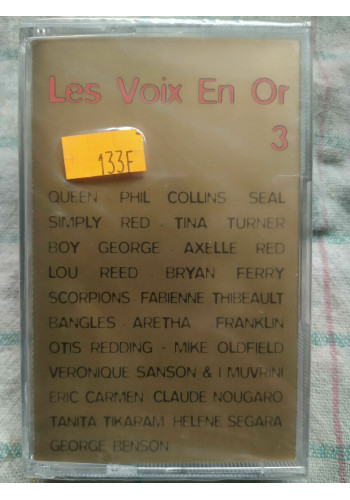 Les Voix En Or
3
133F
QUEEN - PHIL COLLINS - SEAL
SIMPLY RED - TINA TURNER
BOY GEORGE - AXELLE RED
LOU REED - BRYAN FERRY
SCORPIONS - FABIENNE THIBEAULT
BANGLES - ARETHA FRANKLIN
OTIS REDDING - MIKE OLDFIELD
VERONIQUE SANSON & I MUVRINI
ERIC CARMEN CLAUDE NOUGARO
TANITA TIKARAM HELENE SEGARA
GEORGE BENSON